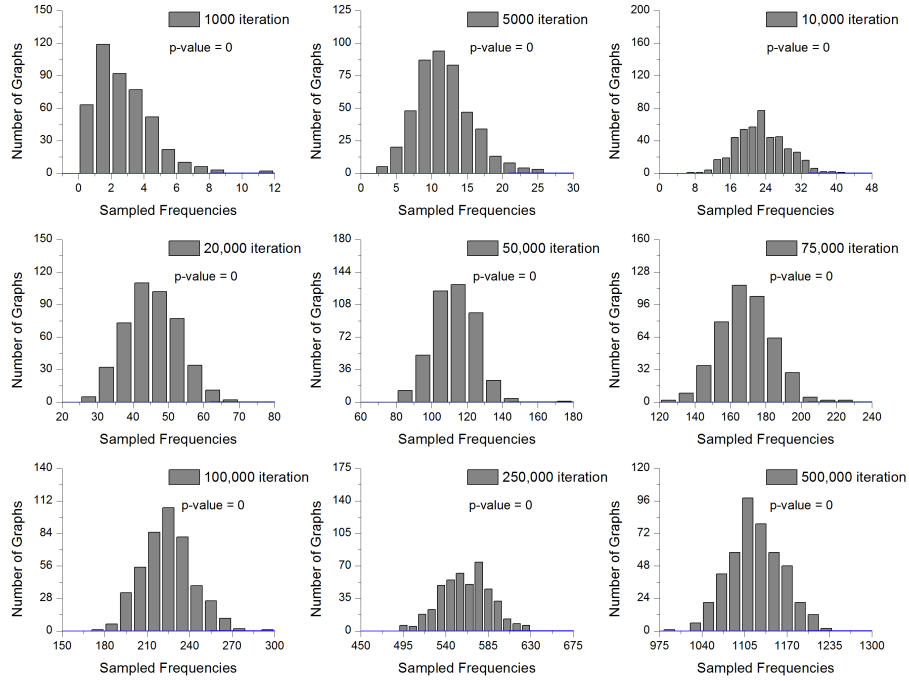 1000 iteration
p-value = 0
Number of Graphs
150
120
90
60
30
0
0 2 4 6 8 10 12
Sampled Frequencies
5000 iteration
p-value = 0
Number of Graphs
125
100
75
50
25
0
0 5 10 15 20 25 30
Sampled Frequencies
10,000 iteration
p-value = 0
Number of Graphs
200
160
120
80
40
0
0 8 16 24 32 40 48
Sampled Frequencies
20,000 iteration
p-value = 0
Number of Graphs
150
120
90
60
30
0
20 30 40 50 60 70 80
Sampled Frequencies
50,000 iteration
p-value = 0
Number of Graphs
180
144
108
72
36
0
60 80 100 120 140 160 180
Sampled Frequencies
75,000 iteration
p-value = 0
Number of Graphs
160
128
96
64
32
0
120 140 160 180 200 220 240
Sampled Frequencies
100,000 iteration
p-value = 0
Number of Graphs
140
112
84
56
28
0
150 180 210 240 270 300
Sampled Frequencies
250,000 iteration
p-value = 0
Number of Graphs
175
140
105
70
35
0
450 495 540 585 630 675
Sampled Frequencies
500,000 iteration
p-value = 0
Number of Graphs
120
96
72
48
24
0
975 1040 1105 1170 1235 1300
Sampled Frequencies